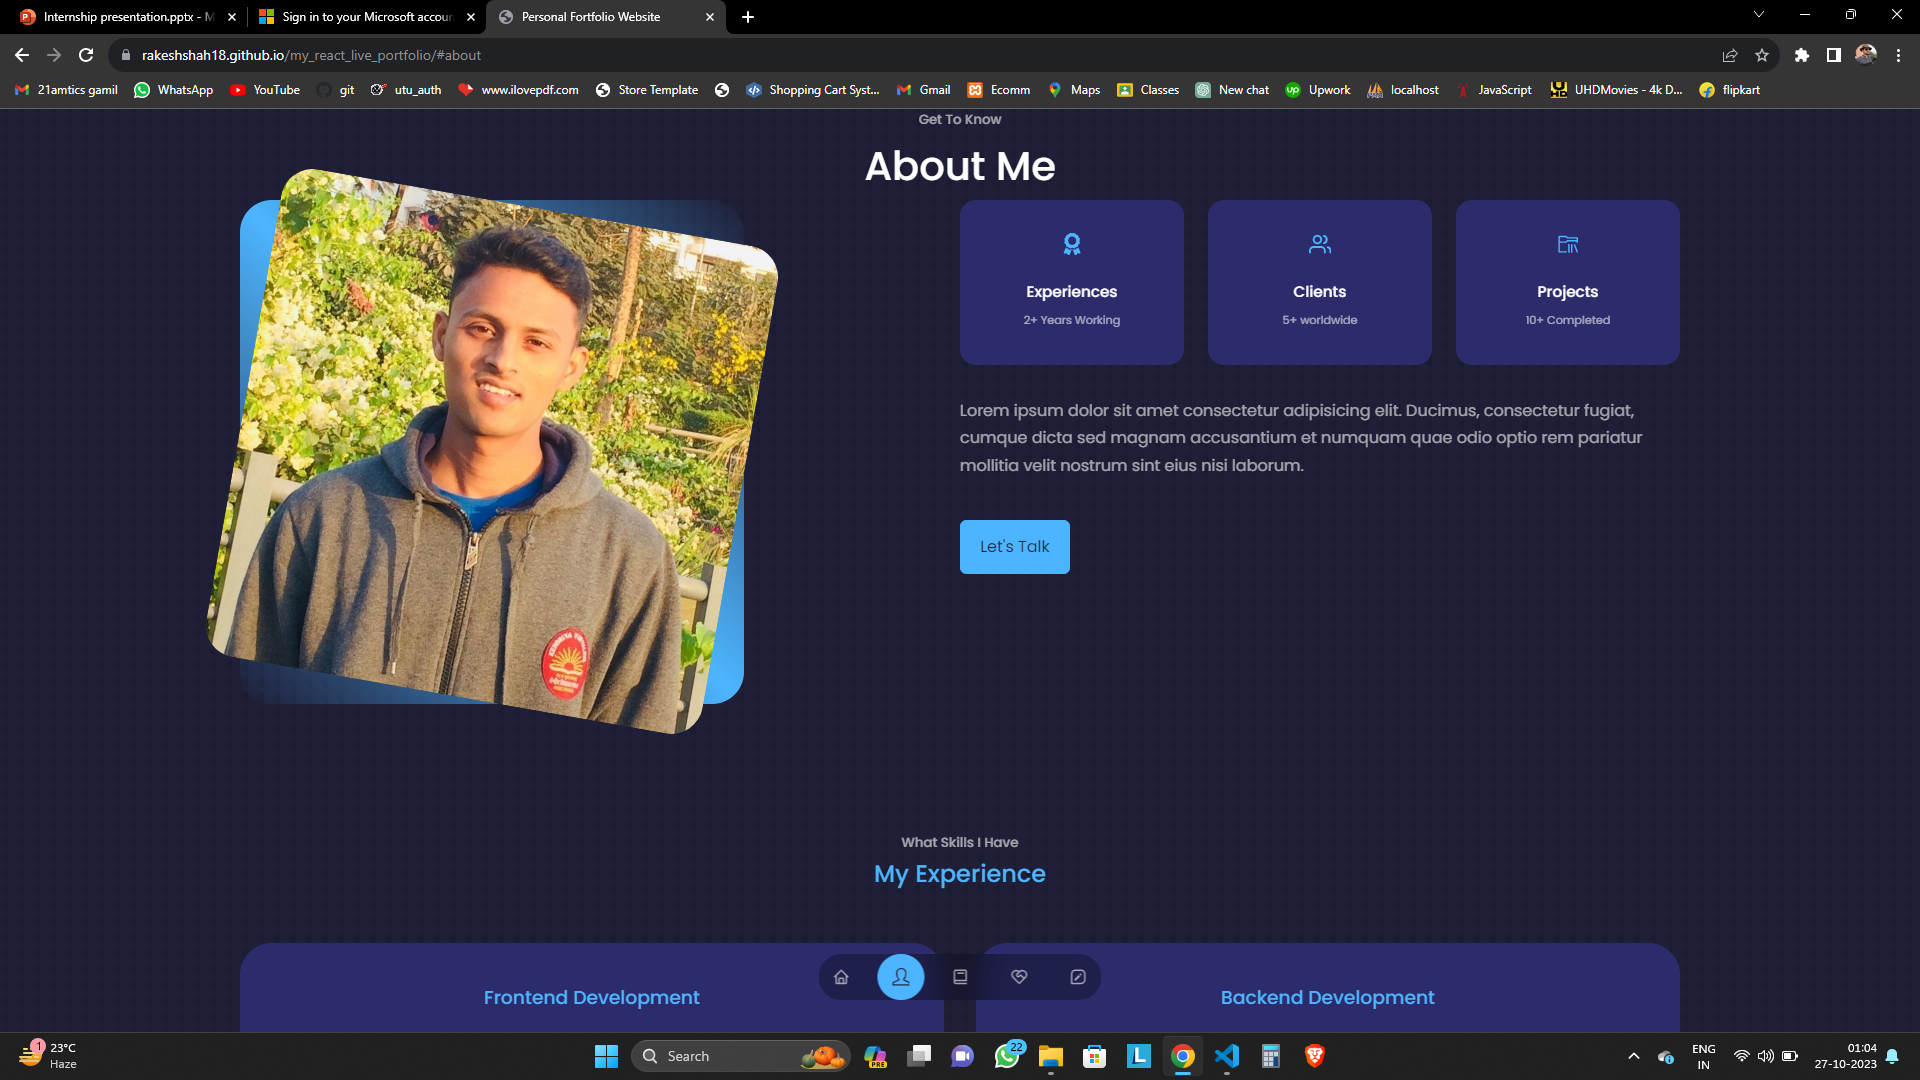 Internship presentation.pptx - M
Sign in to your Microsoft accoun
Personal Fortfolio Website
rakeshshah18.github.io/my_react_live_portfolio/#about
21amtics gamil
WhatsApp
YouTube
git
utu_auth
www.ilovepdf.com
Store Template
Shopping Cart Syst...
Gmail
Ecomm
Maps
Classes
New chat
Upwork
localhost
JavaScript
UHDMovies - 4k D...
flipkart
Get To Know
About Me
Experiences
2+ Years Working
Clients
5+ worldwide
Projects
10+ Completed
Lorem ipsum dolor sit amet consectetur adipisicing elit. Ducimus, consectetur fugiat,
cumque dicta sed magnam accusantium et numquam quae odio optio rem pariatur
mollitia velit nostrum sint eius nisi laborum.
Let's Talk
What Skills I Have
My Experience
Frontend Development
Backend Development
1
23°C
Haze
Search
PRE
22
L
ENG
IN
01:04
27-10-2023